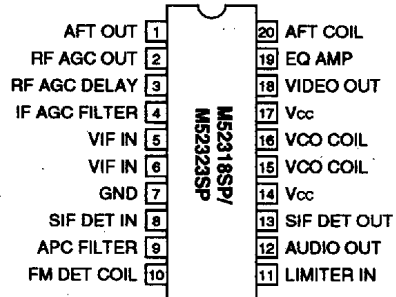 AFT OUT 1
RF AGC OUT 2
RF AGC DELAY 3
IF AGC FILTER 4
VIF IN 5
VIF IN 6
GND 7
SIF DET IN 8
APC FILTER 9
FM DET COIL 10
M52318SP/
M52323SP
20 AFT COIL
19 EQ AMP
18 VIDEO OUT
17 Vcc
16 VCO COIL
15 VCO COIL
14 Vcc
13 SIF DET OUT
12 AUDIO OUT
11 LIMITER IN